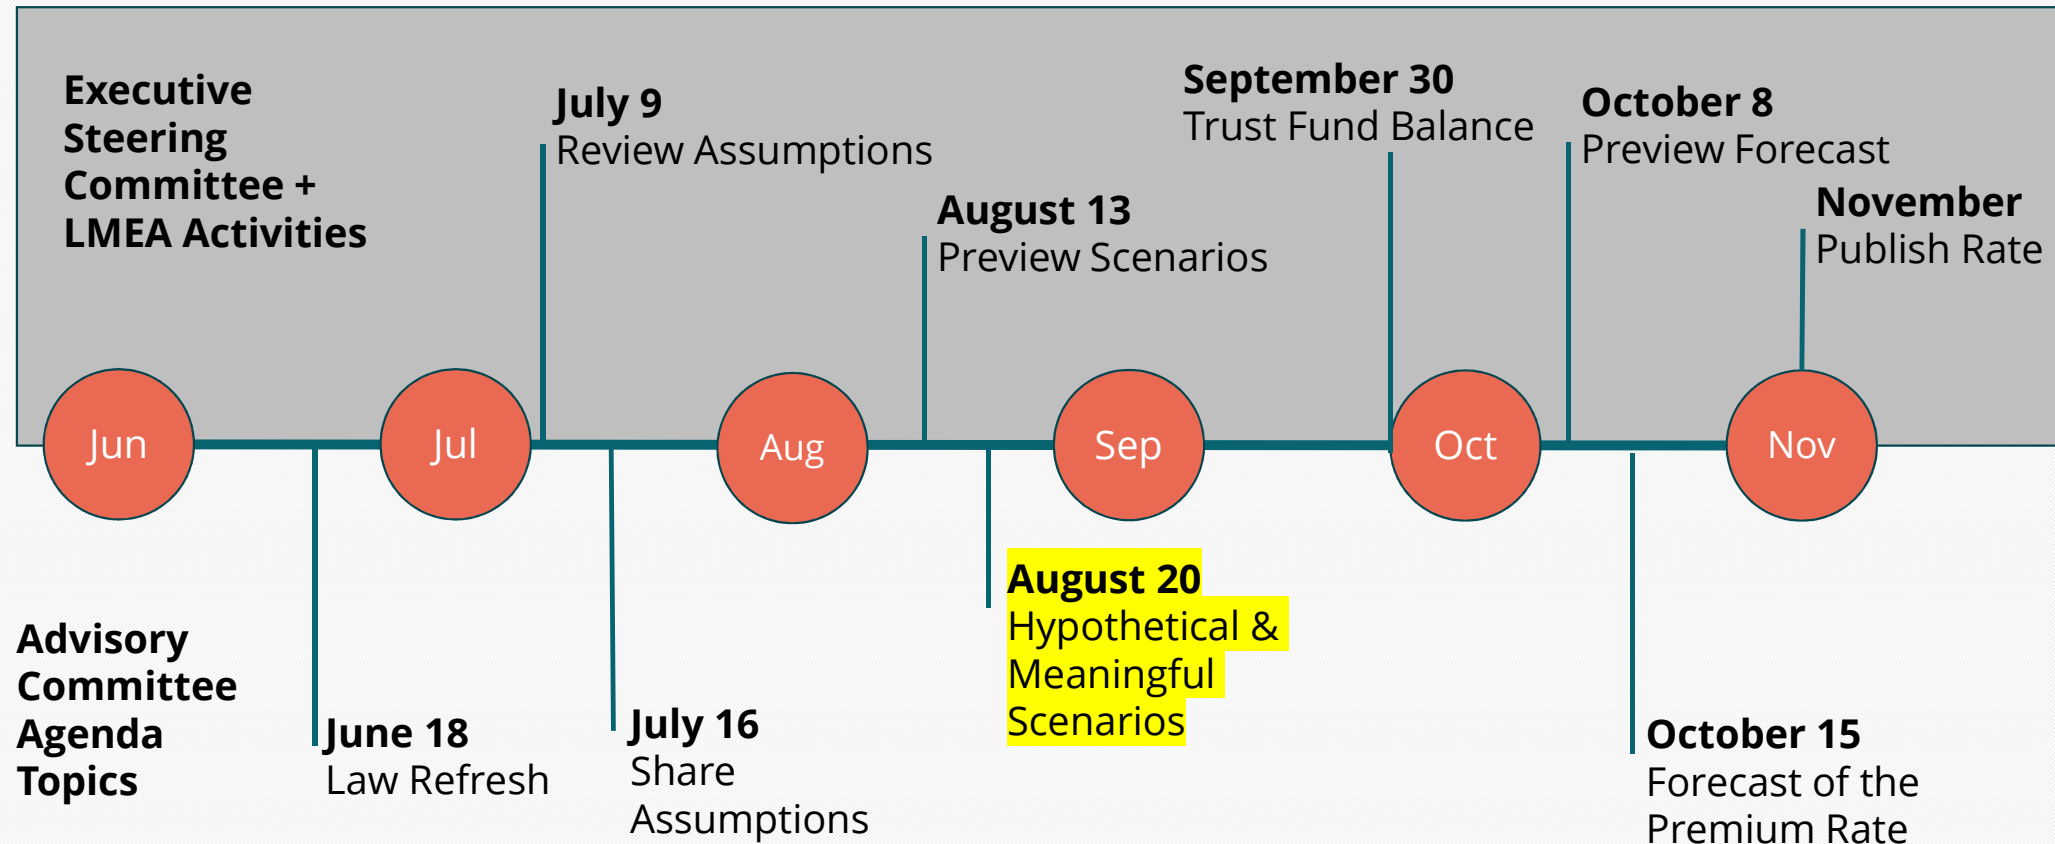 Executive
Steering
Committee +
LMEA Activities
July 9
Review Assumptions
August 13
Preview Scenarios
September 30
Trust Fund Balance
October 8
Preview Forecast
November
Publish Rate
Jun
Jul
Aug
Sep
Oct
Nov
Advisory
Committee
Agenda
Topics
June 18
Law Refresh
July 16
Share
Assumptions
August 20
Hypothetical &
Meaningful
Scenarios
October 15
Forecast of the
Premium Rate